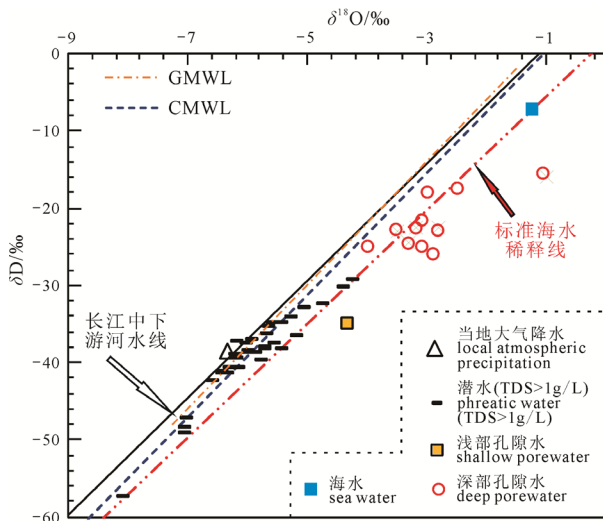 δ¹⁸O/‰
−9 −7 −5 −3 −1
0
−10
−20
−30
−40
−50
−60
δD/‰
GMWL
CMWL
标准海水
稀释线
长江中下
游河水线
当地大气降水
local atmospheric
precipitation
潜水(TDS>1g/L)
phreatic water
(TDS>1g/L)
浅部孔隙水
shallow porewater
海水
sea water
深部孔隙水
deep porewater